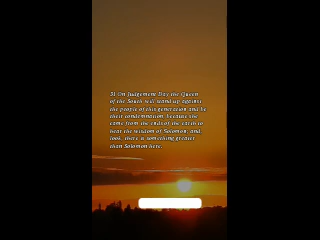 31 On Judgement Day the Queen
of the South will stand up against
the people of this generation and be
their condemnation, because she
came from the ends of the earth to
hear the wisdom of Solomon; and,
look, there is something greater
than Solomon here.